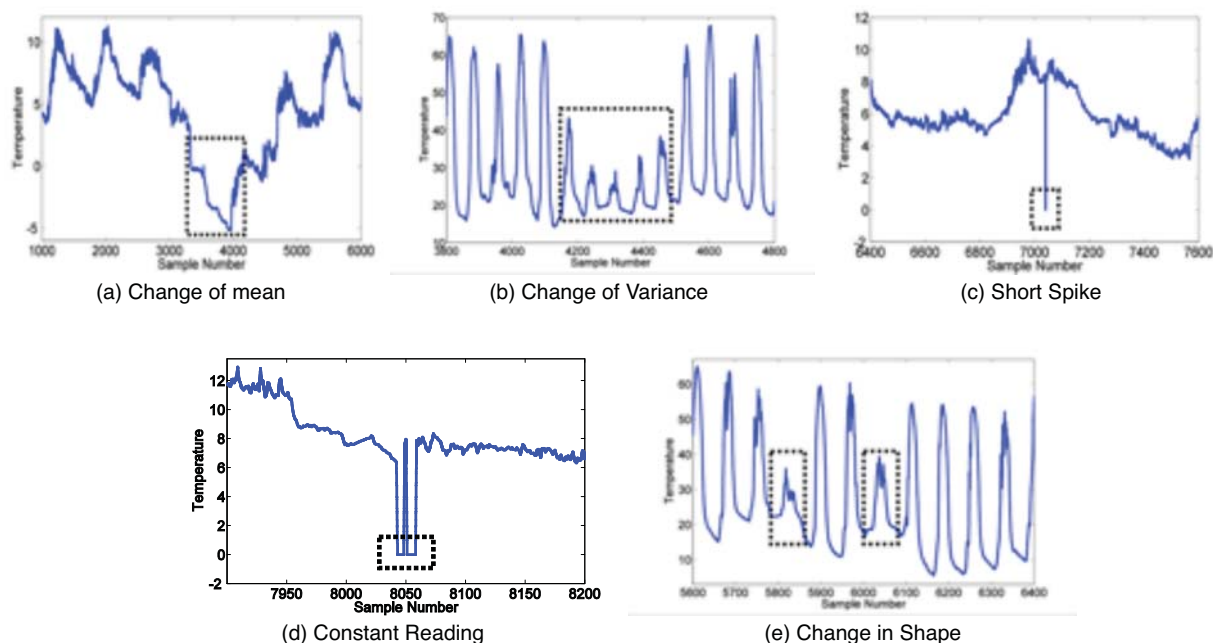 10
5
0
-5
Temperature
1000 2000 3000 4000 5000 6000
Sample Number
(a) Change of mean
70
60
50
40
30
20
10
Temperature
3800 4000 4200 4400 4600 4800
Sample Number
(b) Change of Variance
12
10
8
6
4
2
0
-2
Temperature
6400 6600 6800 7000 7200 7400 7600
Sample Number
(c) Short Spike
12
10
8
6
4
2
0
-2
Temperature
7950 8000 8050 8100 8150 8200
Sample Number
(d) Constant Reading
60
50
40
30
20
10
Temperature
5600 5700 5800 5900 6000 6100 6200 6300 6400
Sample Number
(e) Change in Shape